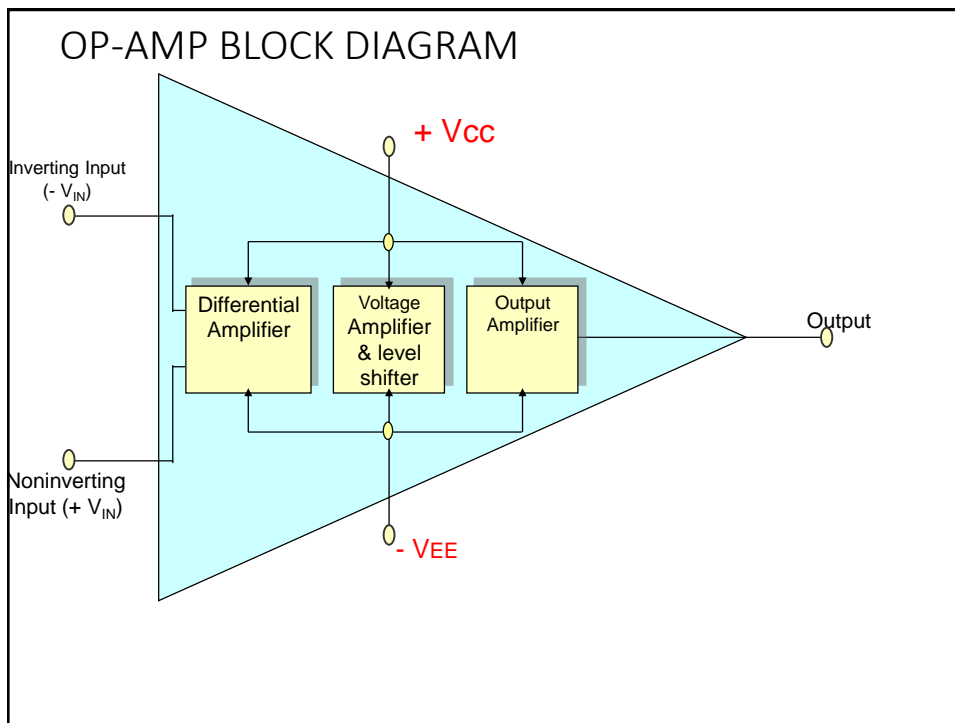 OP-AMP BLOCK DIAGRAM
+ Vcc
Inverting Input
(- VIN)
Differential
Amplifier
Voltage
Amplifier
& level
shifter
Output
Amplifier
Output
Noninverting
Input (+ VIN)
- VEE